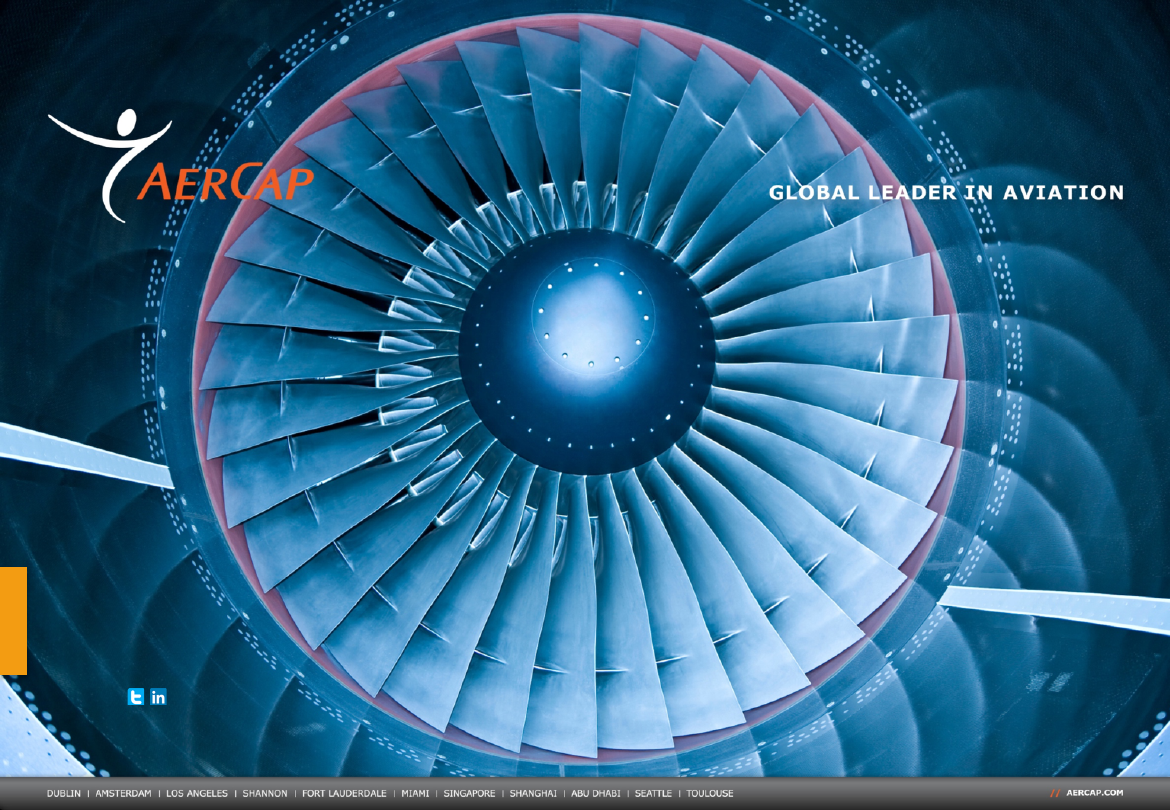 AERCAP
GLOBAL LEADER IN AVIATION
t in
DUBLIN | AMSTERDAM | LOS ANGELES | SHANNON | FORT LAUDERDALE | MIAMI | SINGAPORE | SHANGHAI | ABU DHABI | SEATTLE | TOULOUSE // AERCAP.COM